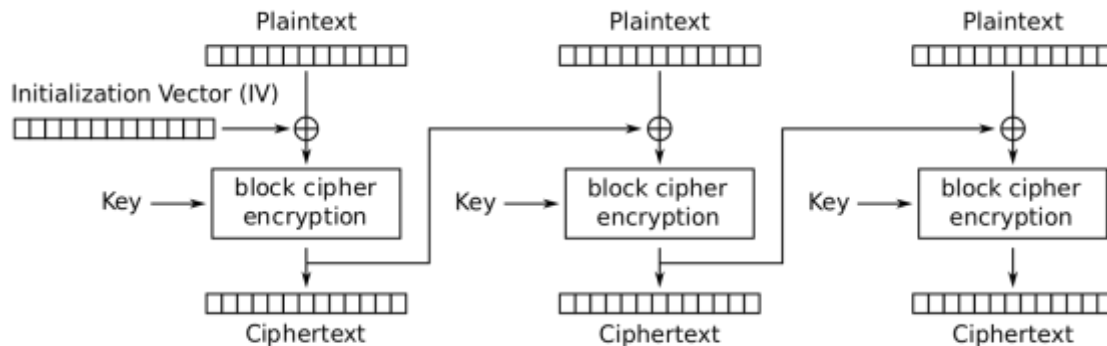 Plaintext
Plaintext
Plaintext
Initialization Vector (IV)
Key
block cipher
encryption
Key
block cipher
encryption
Key
block cipher
encryption
Ciphertext
Ciphertext
Ciphertext